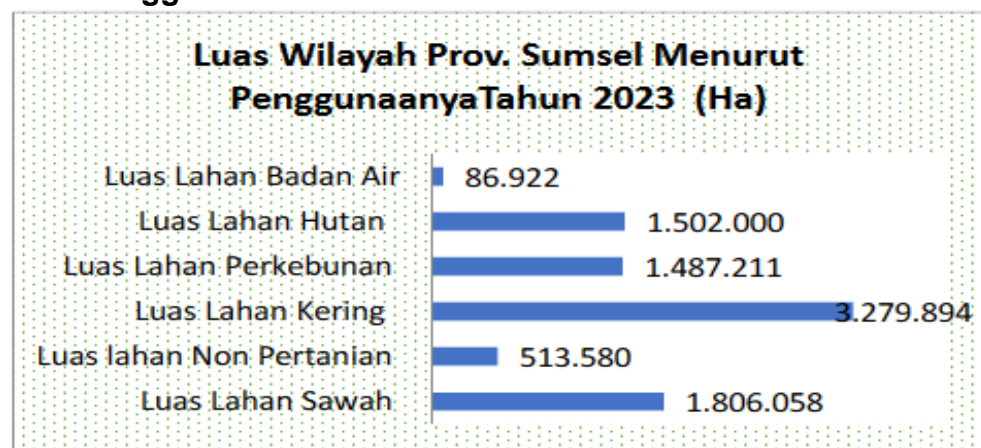 Luas Wilayah Prov. Sumsel Menurut
PenggunaanyaTahun 2023 (Ha)
Luas Lahan Badan Air 86.922
Luas Lahan Hutan 1.502.000
Luas Lahan Perkebunan 1.487.211
Luas Lahan Kering 3.279.894
Luas lahan Non Pertanian 513.580
Luas Lahan Sawah 1.806.058